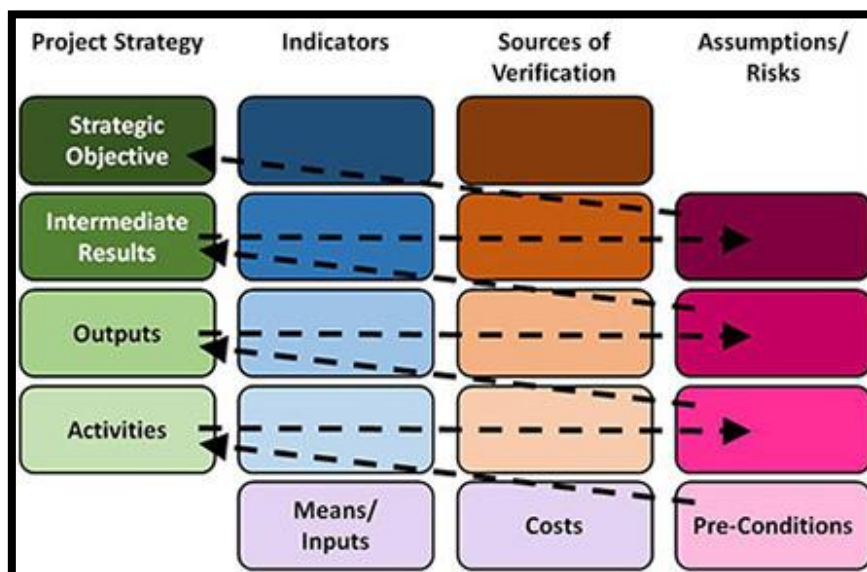 Project Strategy
Indicators
Sources of
Verification
Assumptions/
Risks
Strategic
Objective
Intermediate
Results
Outputs
Activities
Means/
Inputs
Costs
Pre-Conditions